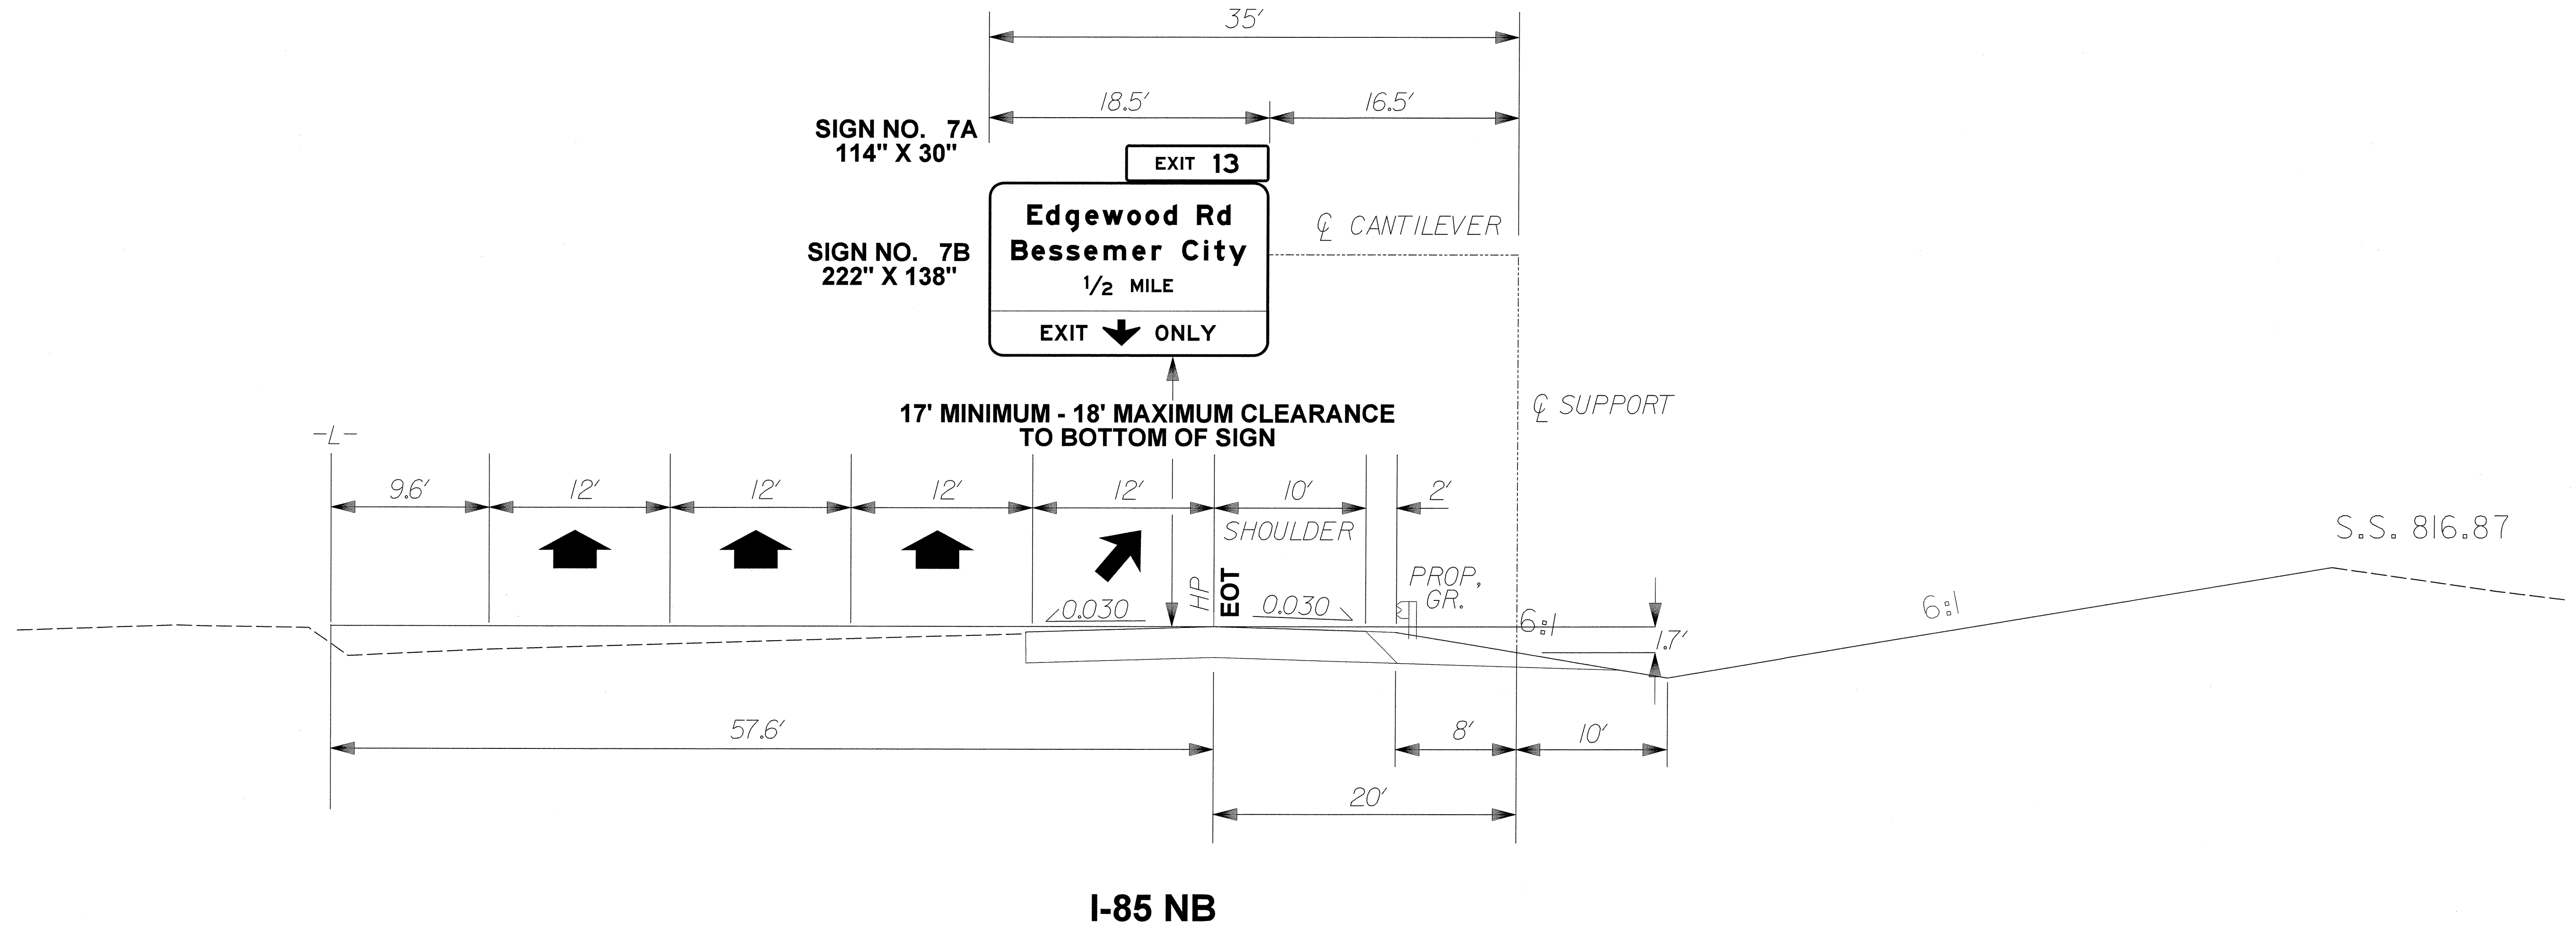 35'
18.5'
16.5'
SIGN NO. 7A
114" X 30"
EXIT 13
Edgewood Rd
Bessemer City
1/2 MILE
EXIT ONLY
SIGN NO. 7B
222" X 138"
℄ CANTILEVER
℄ SUPPORT
17' MINIMUM - 18' MAXIMUM CLEARANCE
TO BOTTOM OF SIGN
-L-
9.6'
12'
12'
12'
12'
10'
2'
SHOULDER
S.S. 816.87
HP
EOT
0.030
0.030
PROP.
GR.
6:1
1.7'
6:1
57.6'
8'
10'
20'
I-85 NB